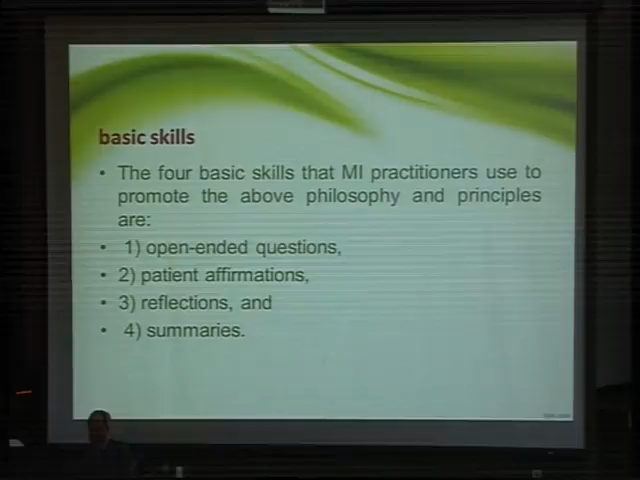 basic skills
• The four basic skills that MI practitioners use to
promote the above philosophy and principles
are:
• 1) open-ended questions,
• 2) patient affirmations,
• 3) reflections, and
• 4) summaries.